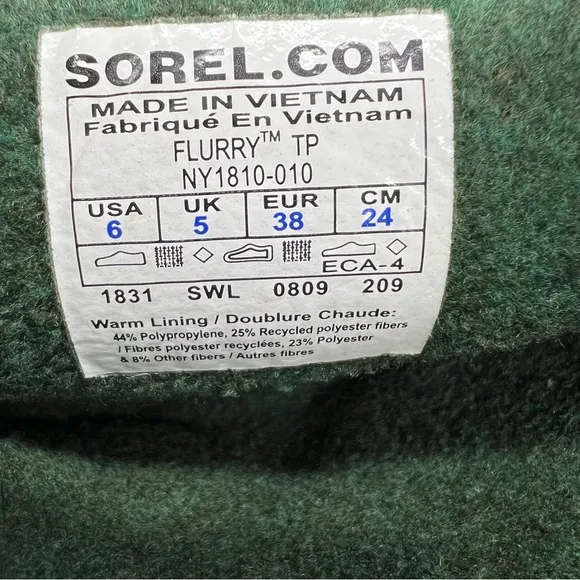 SOREL.COM
MADE IN VIETNAM
Fabriqué En Vietnam
FLURRY™ TP
NY1810-010
USA UK EUR CM
6 5 38 24
ECA-4
1831 SWL 0809 209
Warm Lining / Doublure Chaude:
44% Polypropylene, 25% Recycled polyester fibers
/ Fibres polyester recyclées, 23% Polyester
& 8% Other fibers / Autres fibres